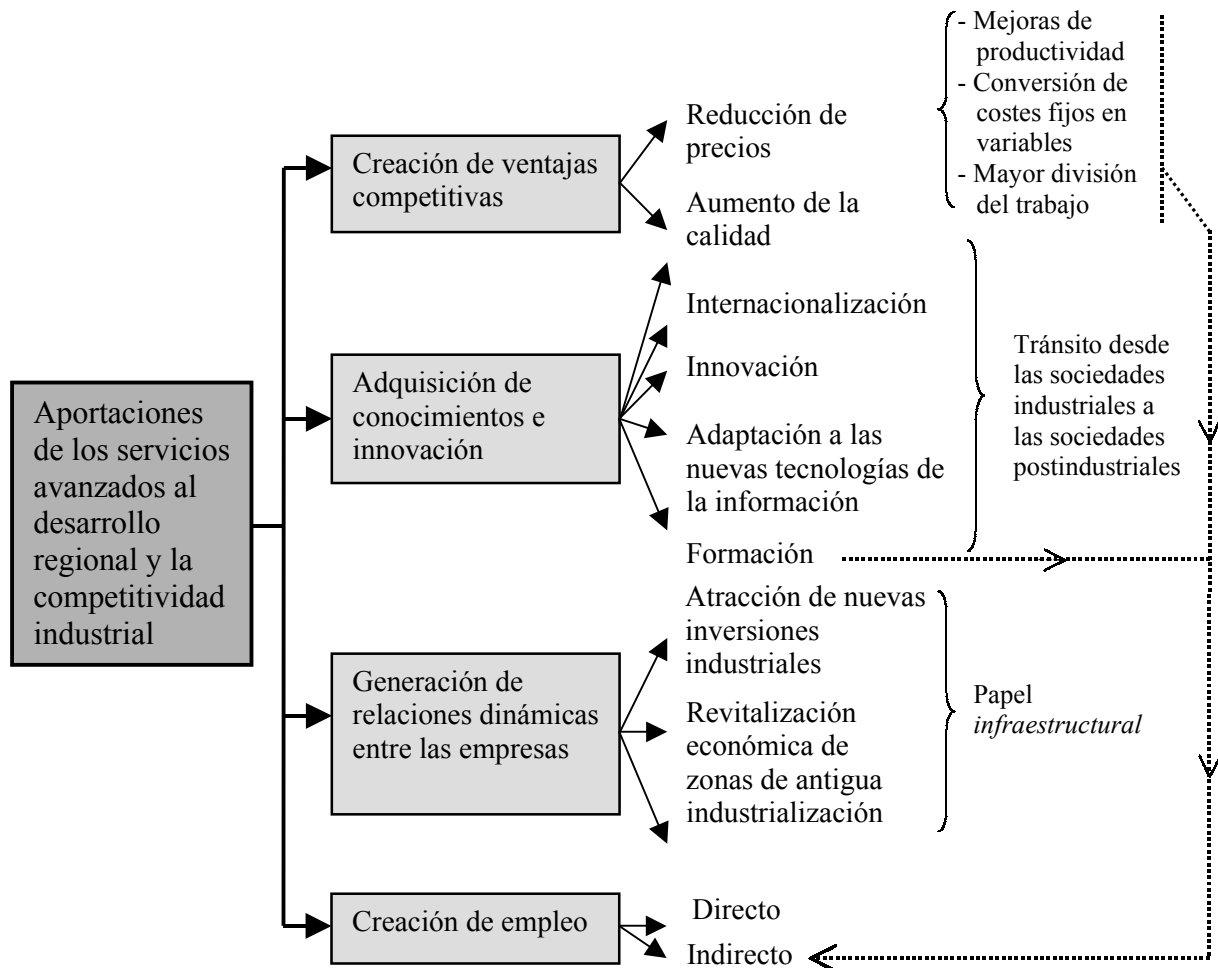 Aportaciones
de los servicios
avanzados al
desarrollo
regional y la
competitividad
industrial
Creación de ventajas
competitivas
Reducción de
precios
Aumento de la
calidad
- Mejoras de
productividad
- Conversión de
costes fijos en
variables
- Mayor división
del trabajo
Adquisición de
conocimientos e
innovación
Internacionalización
Innovación
Adaptación a las
nuevas tecnologías de
la información
Formación
Tránsito desde
las sociedades
industriales a
las sociedades
postindustriales
Generación de
relaciones dinámicas
entre las empresas
Atracción de nuevas
inversiones
industriales
Revitalización
económica de
zonas de antigua
industrialización
Papel
infraestructural
Creación de empleo
Directo
Indirecto